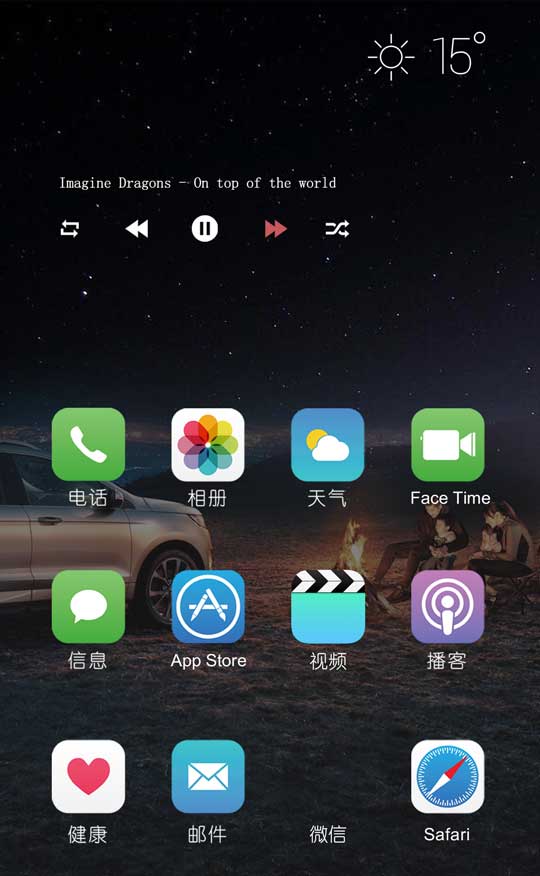 15°
Imagine Dragons - On top of the world
电话
相册
天气
Face Time
信息
App Store
视频
播客
健康
邮件
微信
Safari